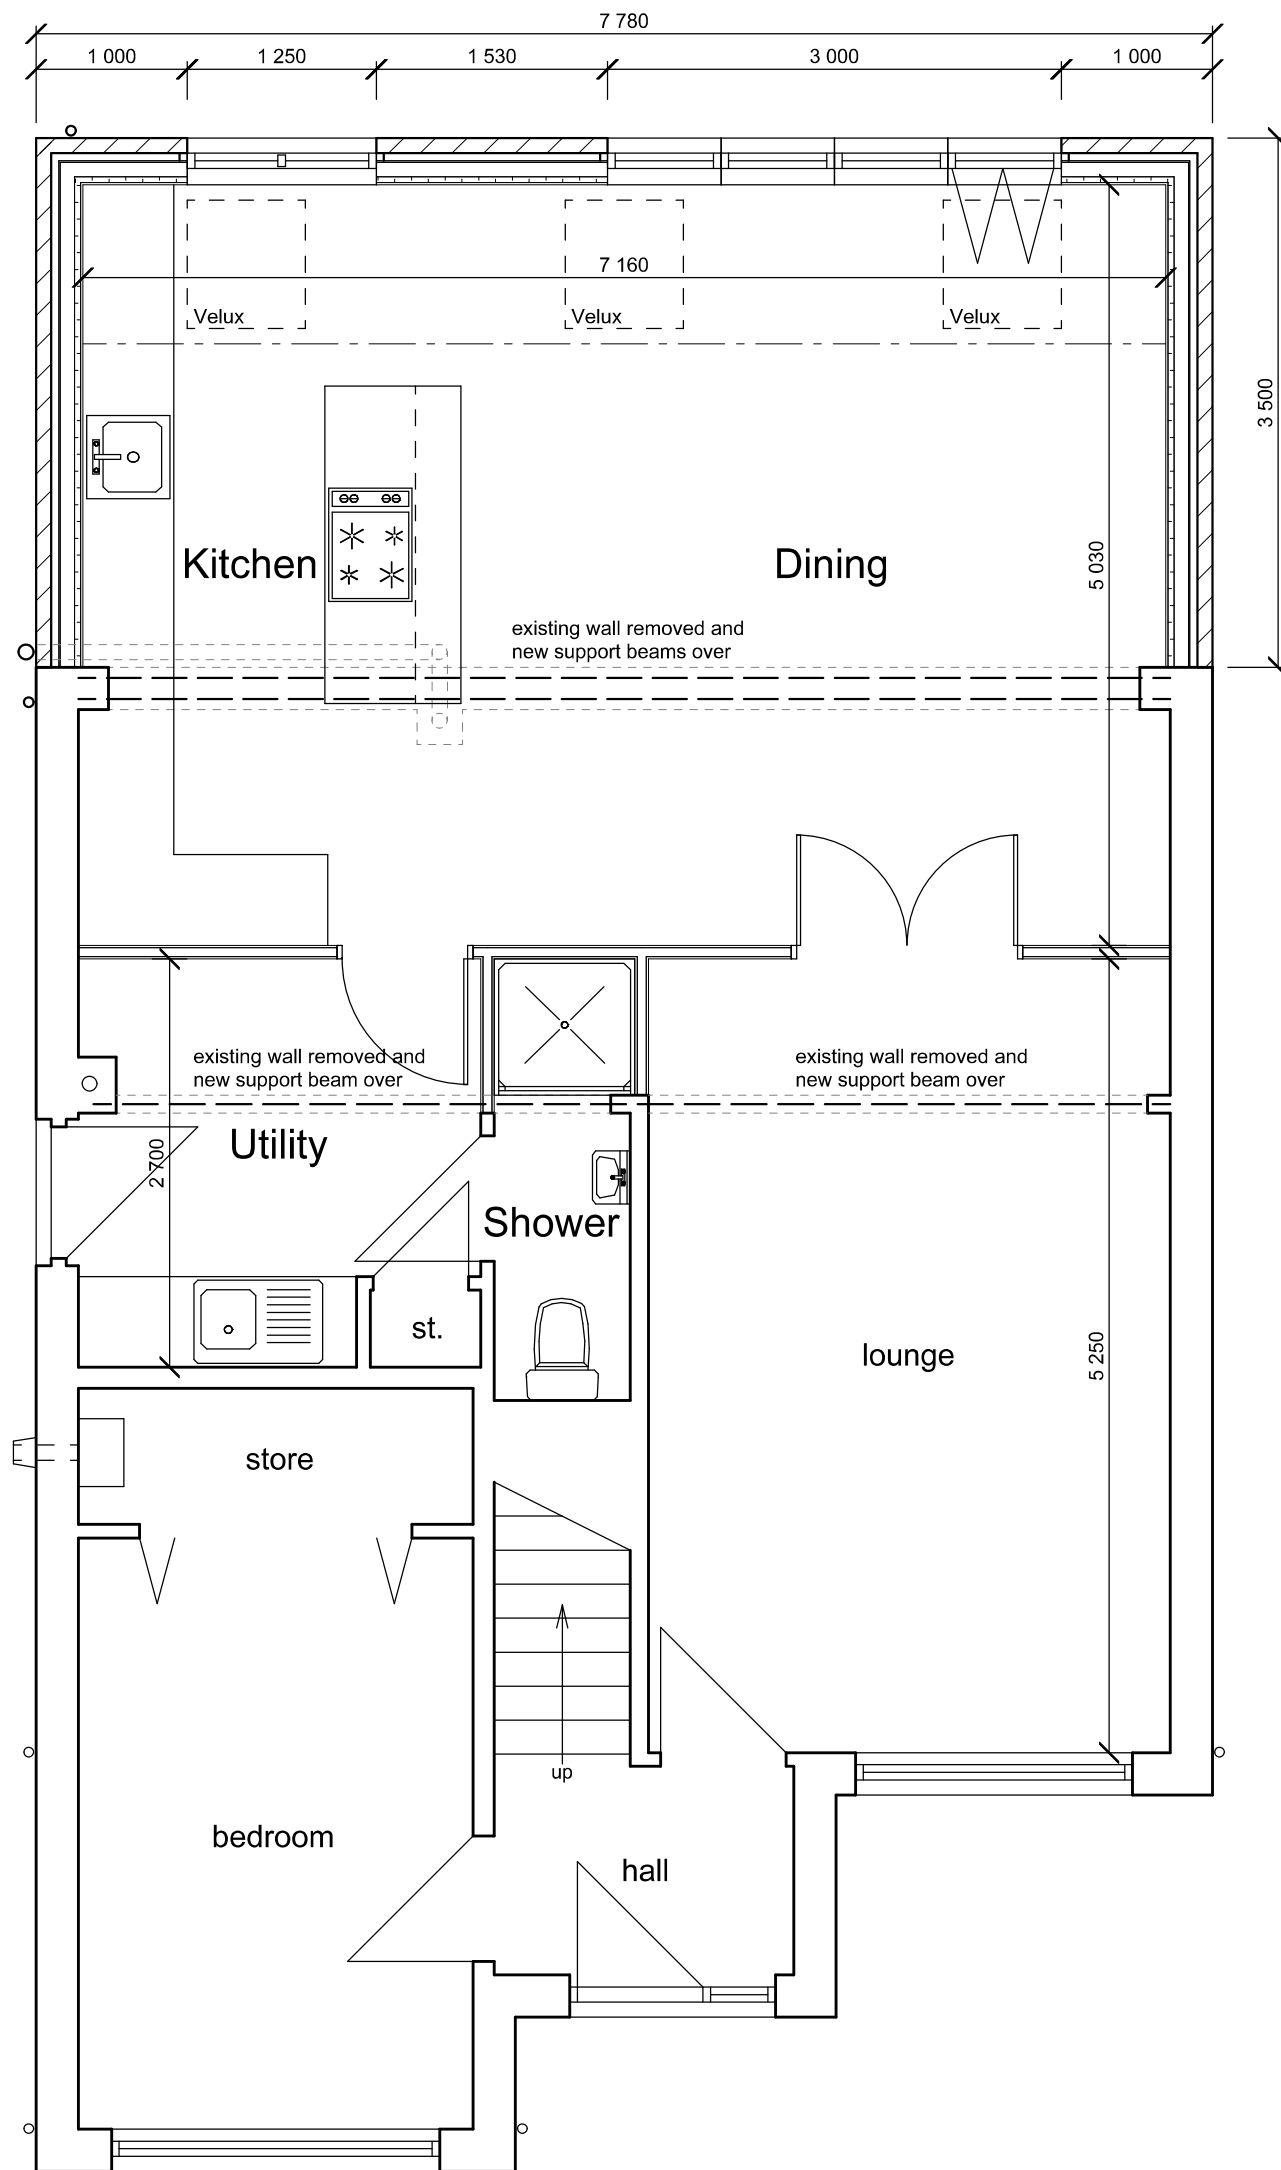 7 780
1 000
1 250
1 530
3 000
1 000
7 160
Velux
Velux
Velux
3 500
Kitchen
Dining
5 030
existing wall removed and
new support beams over
existing wall removed and
new support beam over
existing wall removed and
new support beam over
Utility
2 700
Shower
st.
lounge
5 250
store
up
bedroom
hall